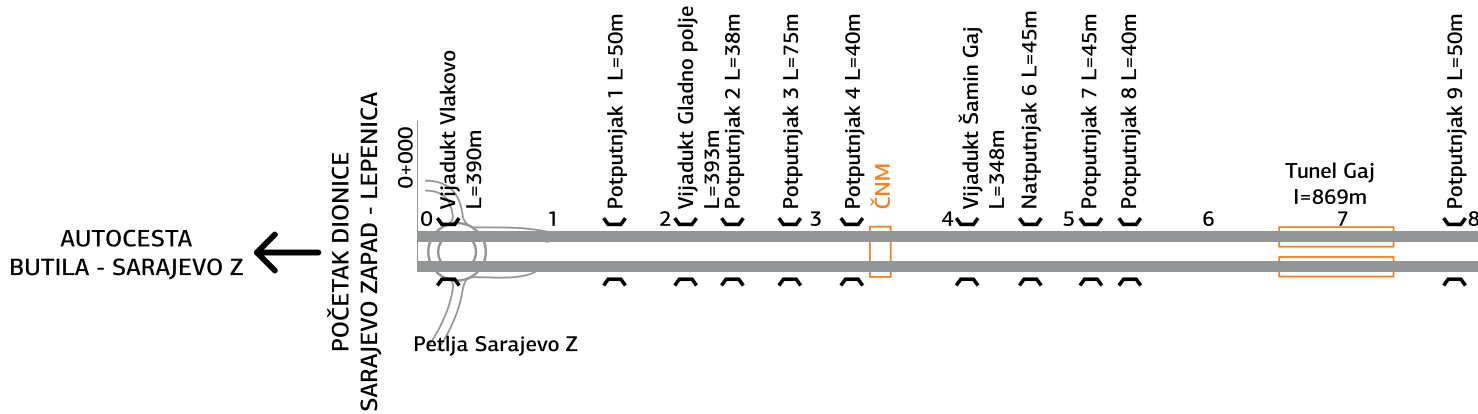 AUTOCESTA
BUTILA - SARAJEVO Z
POČETAK DIONICE
SARAJEVO ZAPAD - LEPENICA
0+000
Vijadukt Vlakovo
L=390m
Potputnjak 1 L=50m
Vijadukt Gladno polje
L=393m
Potputnjak 2 L=38m
Potputnjak 3 L=75m
Potputnjak 4 L=40m
ČNM
Vijadukt Šamin Gaj
L=348m
Natputnjak 6 L=45m
Potputnjak 7 L=45m
Potputnjak 8 L=40m
Tunel Gaj
l=869m
Potputnjak 9 L=50m
0 1 2 3 4 5 6 7 8
Petlja Sarajevo Z